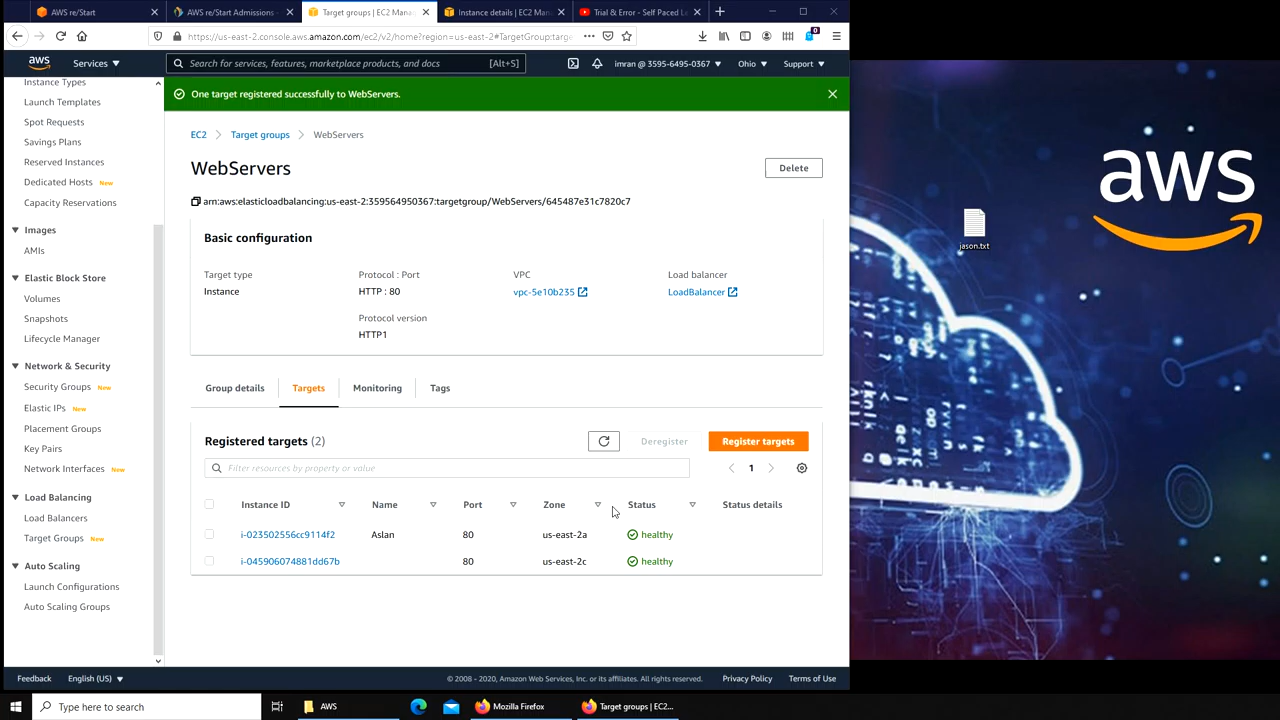 AWS re/Start
AWS re/Start Admissions -
Target groups | EC2 Mana
Instance details | EC2 Man
Trial & Error - Self Paced Le
https://us-east-2.console.aws.amazon.com/ec2/v2/home?region=us-east-2#TargetGroup:targe
aws
Services
Search for services, features, marketplace products, and docs
[Alt+S]
imran @ 3595-6495-0367
Ohio
Support
Instance Types
Launch Templates
Spot Requests
Savings Plans
Reserved Instances
Dedicated Hosts New
Capacity Reservations
Images
AMIs
Elastic Block Store
Volumes
Snapshots
Lifecycle Manager
Network & Security
Security Groups New
Elastic IPs New
Placement Groups
Key Pairs
Network Interfaces New
Load Balancing
Load Balancers
Target Groups New
Auto Scaling
Launch Configurations
Auto Scaling Groups
One target registered successfully to WebServers.
EC2 > Target groups > WebServers
WebServers
Delete
arn:aws:elasticloadbalancing:us-east-2:359564950367:targetgroup/WebServers/645487e31c7820c7
Basic configuration
Target type
Protocol : Port
VPC
Load balancer
Instance
HTTP : 80
vpc-5e10b235
LoadBalancer
Protocol version
HTTP1
Group details
Targets
Monitoring
Tags
Registered targets (2)
Deregister
Register targets
Filter resources by property or value
1
Instance ID
Name
Port
Zone
Status
Status details
i-023502556cc9114f2 Aslan 80 us-east-2a healthy
i-045906074881dd67b 80 us-east-2c healthy
Feedback
English (US)
© 2008 - 2020, Amazon Web Services, Inc. or its affiliates. All rights reserved.
Privacy Policy
Terms of Use
aws
jason.txt
Type here to search
AWS
Mozilla Firefox
Target groups | EC2...